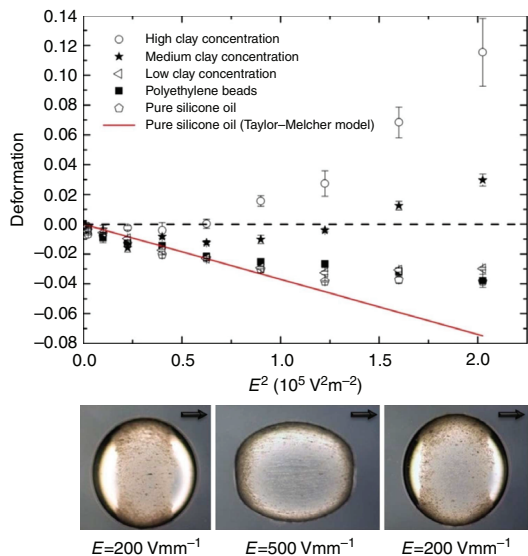 0.14
0.12
0.10
0.08
0.06
0.04
0.02
0.00
−0.02
−0.04
−0.06
−0.08
Deformation
High clay concentration
Medium clay concentration
Low clay concentration
Polyethylene beads
Pure silicone oil
Pure silicone oil (Taylor–Melcher model)
0.0 0.5 1.0 1.5 2.0
E² (10⁵ V²m⁻²)
E=200 Vmm⁻¹ E=500 Vmm⁻¹ E=200 Vmm⁻¹